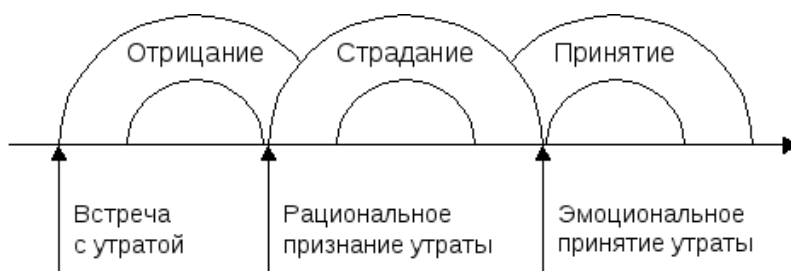 Отрицание
Страдание
Принятие
Встреча
с утратой
Рациональное
признание утраты
Эмоциональное
принятие утраты